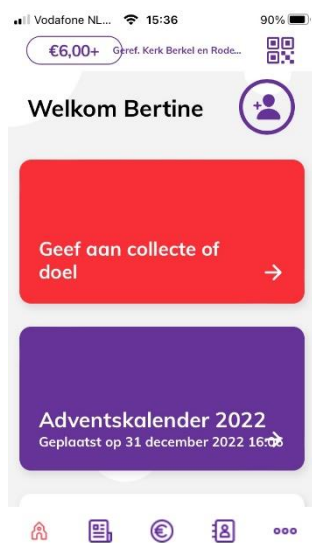 Vodafone NL... 15:36 90%
€6,00+ Geref. Kerk Berkel en Rode...
Welkom Bertine
Geef aan collecte of
doel
Adventskalender 2022
Geplaatst op 31 december 2022 16:06